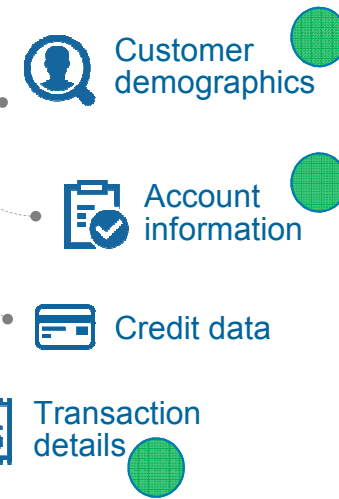 Customer
demographics
Account
information
Credit data
Transaction
details